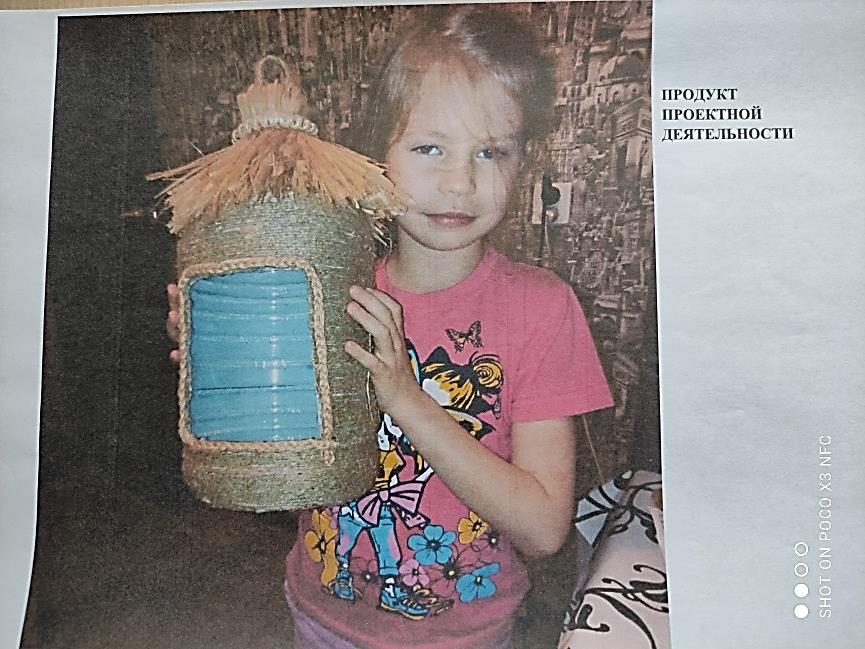 ПРОДУКТ
ПРОЕКТНОЙ
ДЕЯТЕЛЬНОСТИ
SHOT ON POCO X3 NFC